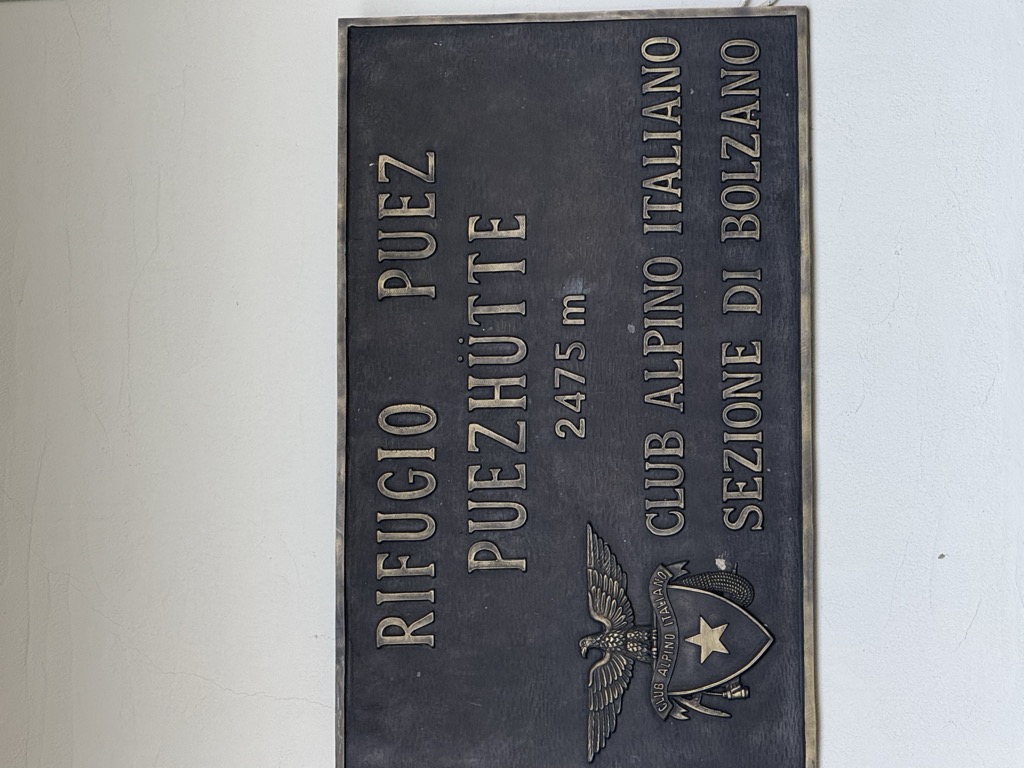 RIFUGIO PUEZ
PUEZHÜTTE
2475 m
CLUB ALPINO ITALIANO
SEZIONE DI BOLZANO
CLUB ALPINO ITALIANO